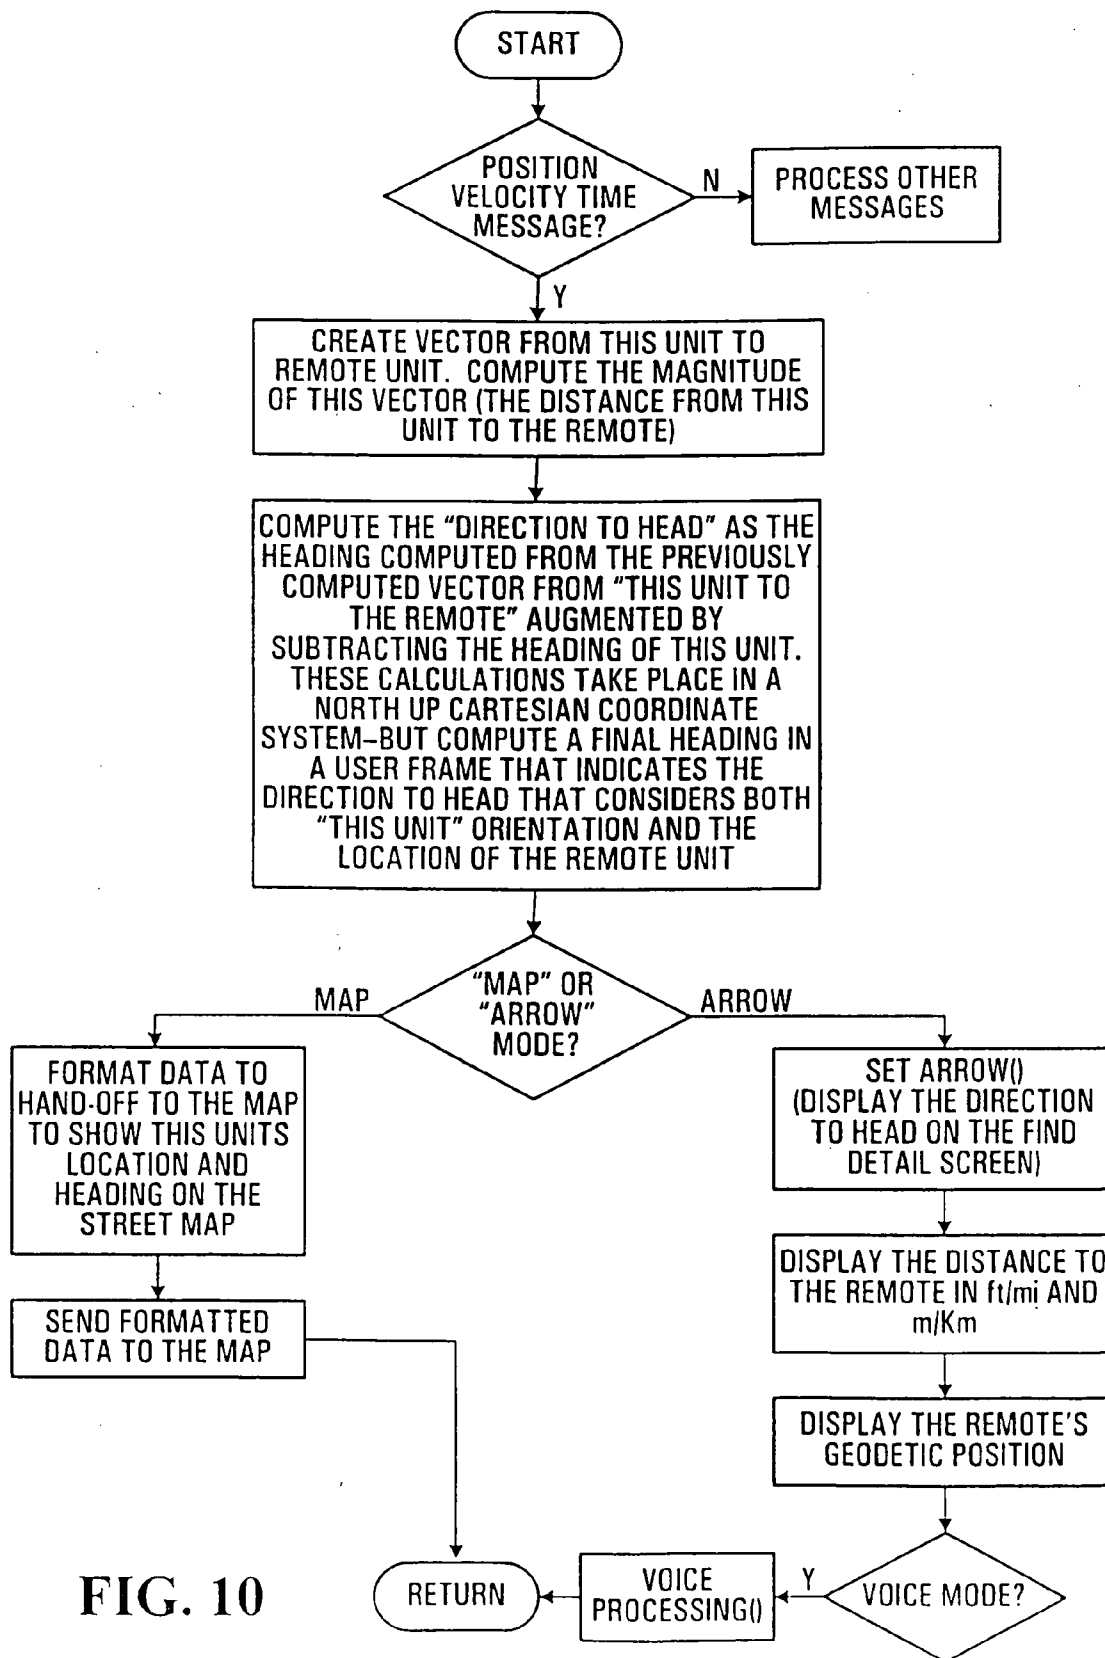 START
POSITION
VELOCITY TIME
MESSAGE?
N
PROCESS OTHER
MESSAGES
Y
CREATE VECTOR FROM THIS UNIT TO
REMOTE UNIT. COMPUTE THE MAGNITUDE
OF THIS VECTOR (THE DISTANCE FROM THIS
UNIT TO THE REMOTE)
COMPUTE THE "DIRECTION TO HEAD" AS THE
HEADING COMPUTED FROM THE PREVIOUSLY
COMPUTED VECTOR FROM "THIS UNIT TO
THE REMOTE" AUGMENTED BY
SUBTRACTING THE HEADING OF THIS UNIT.
THESE CALCULATIONS TAKE PLACE IN A
NORTH UP CARTESIAN COORDINATE
SYSTEM–BUT COMPUTE A FINAL HEADING IN
A USER FRAME THAT INDICATES THE
DIRECTION TO HEAD THAT CONSIDERS BOTH
"THIS UNIT" ORIENTATION AND THE
LOCATION OF THE REMOTE UNIT
"MAP" OR
"ARROW"
MODE?
MAP
ARROW
FORMAT DATA TO
HAND-OFF TO THE MAP
TO SHOW THIS UNITS
LOCATION AND
HEADING ON THE
STREET MAP
SEND FORMATTED
DATA TO THE MAP
SET ARROW()
(DISPLAY THE DIRECTION
TO HEAD ON THE FIND
DETAIL SCREEN)
DISPLAY THE DISTANCE TO
THE REMOTE IN ft/mi AND
m/Km
DISPLAY THE REMOTE'S
GEODETIC POSITION
VOICE MODE?
Y
VOICE
PROCESSING()
RETURN
FIG. 10